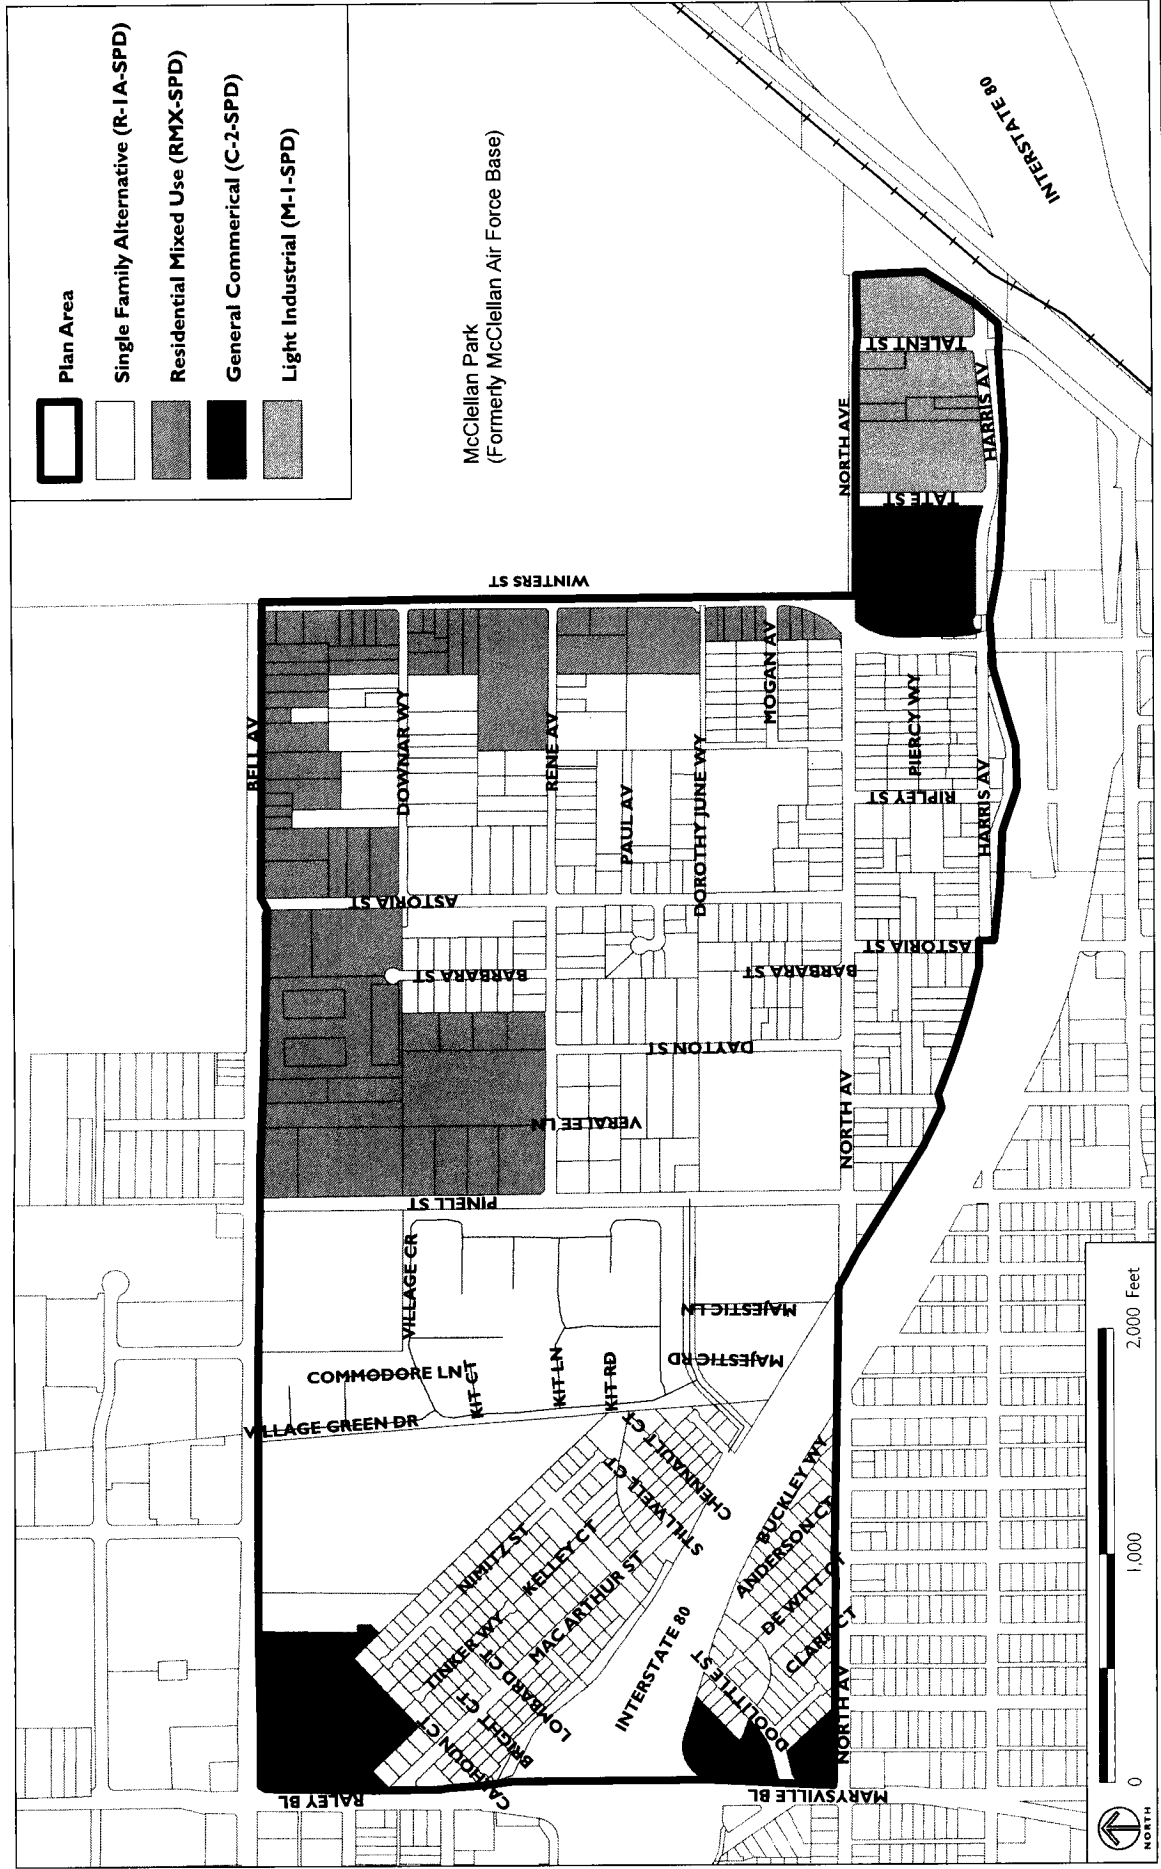 Plan Area
Single Family Alternative (R-1A-SPD)
Residential Mixed Use (RMX-SPD)
General Commerical (C-2-SPD)
Light Industrial (M-1-SPD)
McClellan Park
(Formerly McClellan Air Force Base)
INTERSTATE 80
BELL AV
WINTERS ST
NORTH AVE
TALENT ST
HARRIS AV
TATE ST
DOWNAR WY
RENE AV
MOGAN AV
PIERCY WY
PAUL AV
DOROTHY JUNE WY
RIPLEY ST
HARRIS AV
ASTORIA ST
ASTORIA ST
BARBARA ST
BARBARA ST
DAYTON ST
VERALEE LN
NORTH AV
PINELL ST
VILLAGE CR
MAJESTIC LN
MAJESTIC RD
COMMODORE LN
KIT CT
KIT LN
KIT RD
VILLAGE GREEN DR
CHENNAULT CT
STILLWELL CT
NIMITZ ST
KELLEY CT
MAC ARTHUR ST
TINKER WY
LOMBARD CT
BRIGHT CT
CALHOUN CT
INTERSTATE 80
BUCKLEY WY
ANDERSON CT
DE WITT CT
CLARK CT
DOOLITTLE ST
NORTH AV
RALEY BL
MARYSVILLE BL
NORTH
0
1,000
2,000 Feet